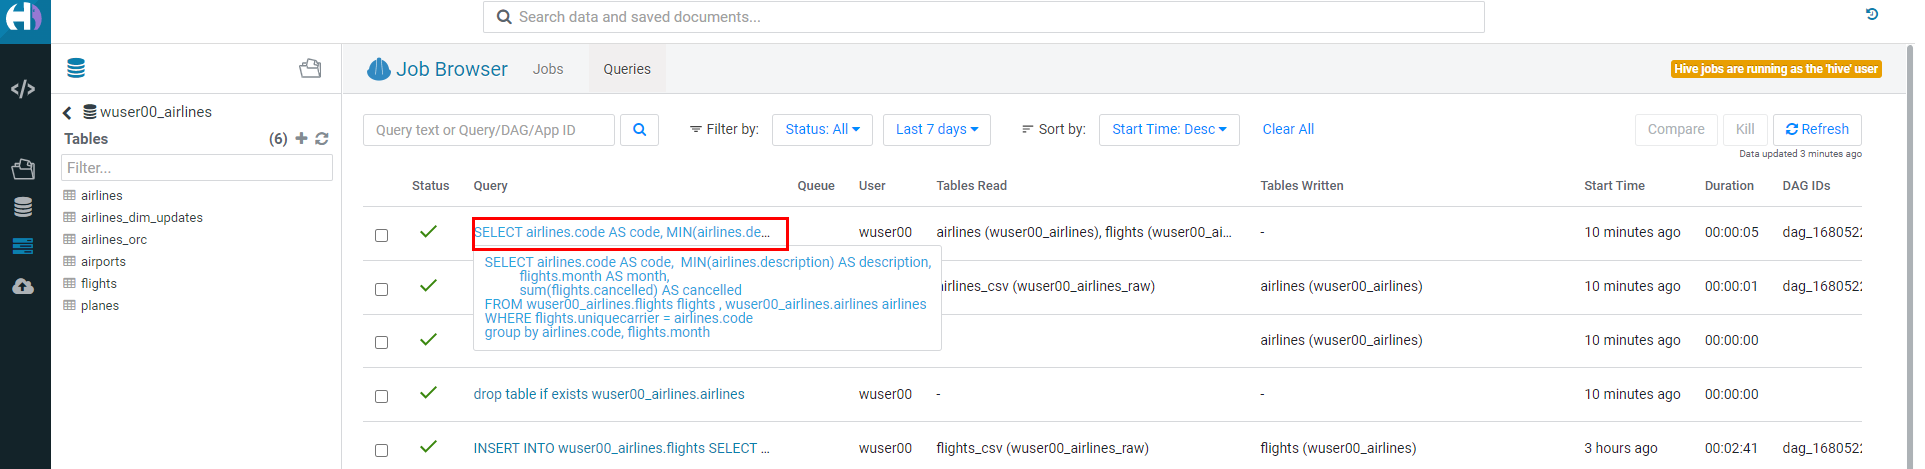 Search data and saved documents...
Job Browser
Jobs
Queries
Hive jobs are running as the 'hive' user
wuser00_airlines
Tables
(6)
Filter...
airlines
airlines_dim_updates
airlines_orc
airports
flights
planes
Query text or Query/DAG/App ID
Filter by:
Status: All
Last 7 days
Sort by:
Start Time: Desc
Clear All
Compare
Kill
Refresh
Data updated 3 minutes ago
Status Query Queue User Tables Read Tables Written Start Time Duration DAG IDs
SELECT airlines.code AS code, MIN(airlines.de... wuser00 airlines (wuser00_airlines), flights (wuser00_ai... - 10 minutes ago 00:00:05 dag_1680522
SELECT airlines.code AS code, MIN(airlines.description) AS description,
flights.month AS month,
sum(flights.cancelled) AS cancelled
FROM wuser00_airlines.flights flights , wuser00_airlines.airlines airlines
WHERE flights.uniquecarrier = airlines.code
group by airlines.code, flights.month
airlines_csv (wuser00_airlines_raw) airlines (wuser00_airlines) 10 minutes ago 00:00:01 dag_1680522
airlines (wuser00_airlines) 10 minutes ago 00:00:00
drop table if exists wuser00_airlines.airlines wuser00 - - 10 minutes ago 00:00:00
INSERT INTO wuser00_airlines.flights SELECT ... wuser00 flights_csv (wuser00_airlines_raw) flights (wuser00_airlines) 3 hours ago 00:02:41 dag_1680522